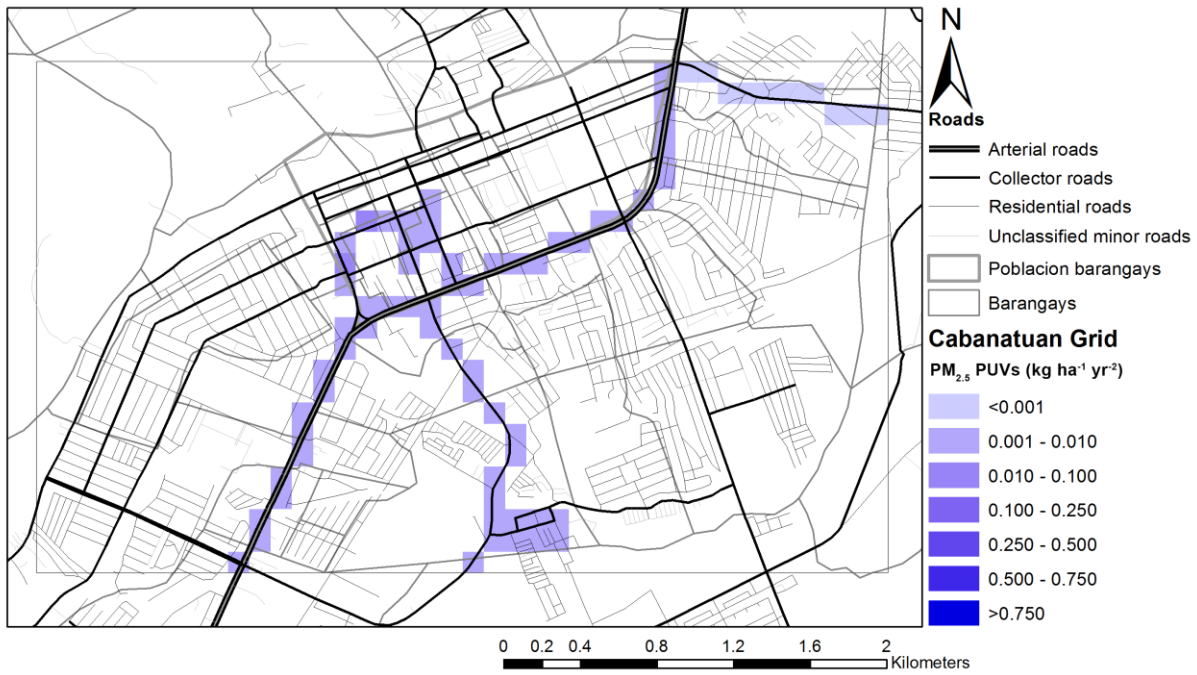 N
Roads
Arterial roads
Collector roads
Residential roads
Unclassified minor roads
Poblacion barangays
Barangays
Cabanatuan Grid
PM₂.₅ PUVs (kg ha⁻¹ yr⁻²)
<0.001
0.001 - 0.010
0.010 - 0.100
0.100 - 0.250
0.250 - 0.500
0.500 - 0.750
>0.750
0 0.2 0.4 0.8 1.2 1.6 2
Kilometers